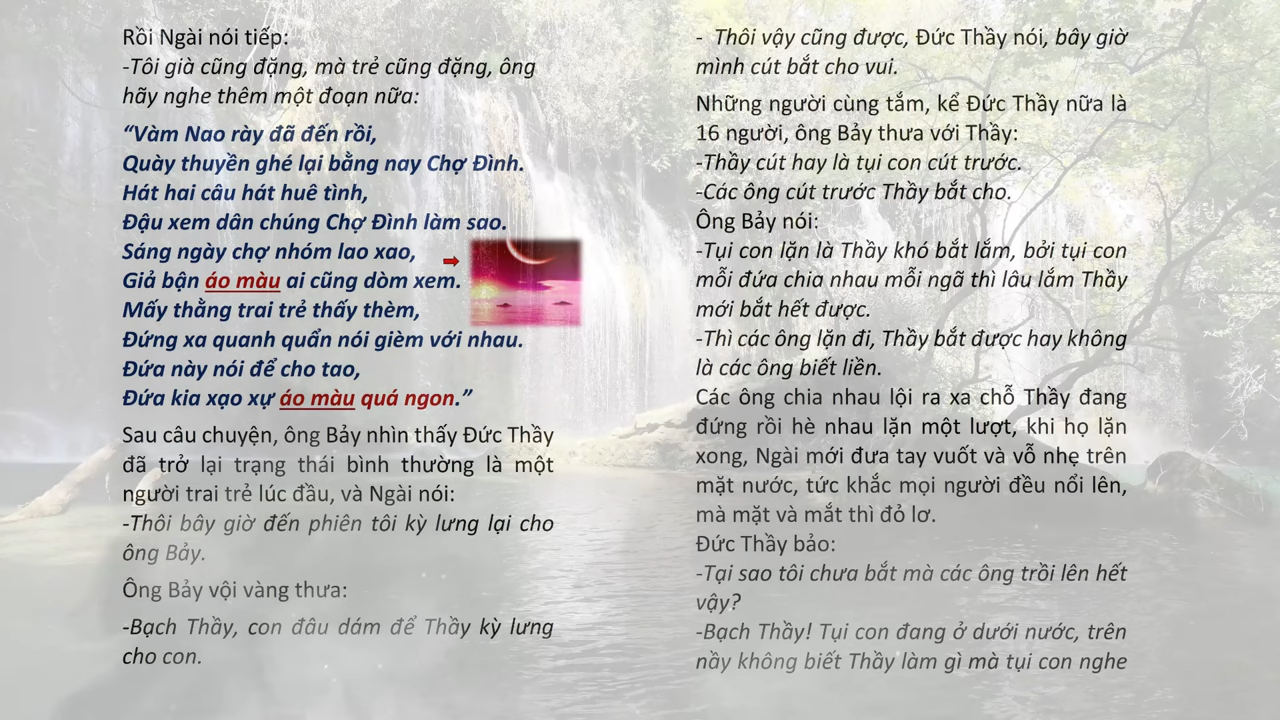 Rồi Ngài nói tiếp:
-Tôi già cũng đặng, mà trẻ cũng đặng, ông
hãy nghe thêm một đoạn nữa:
“Vàm Nao rày đã đến rồi,
Quày thuyền ghé lại bằng nay Chợ Đình.
Hát hai câu hát huê tình,
Đậu xem dân chúng Chợ Đình làm sao.
Sáng ngày chợ nhóm lao xao,
Giả bận áo màu ai cũng dòm xem.
Mấy thằng trai trẻ thấy thèm,
Đứng xa quanh quẩn nói gièm với nhau.
Đứa này nói để cho tao,
Đứa kia xạo xự áo màu quá ngon.”
Sau câu chuyện, ông Bảy nhìn thấy Đức Thầy
đã trở lại trạng thái bình thường là một
người trai trẻ lúc đầu, và Ngài nói:
-Thôi bây giờ đến phiên tôi kỳ lưng lại cho
ông Bảy.
Ông Bảy vội vàng thưa:
-Bạch Thầy, con đâu dám để Thầy kỳ lưng
cho con.
- Thôi vậy cũng được, Đức Thầy nói, bây giờ
mình cút bắt cho vui.
Những người cùng tắm, kể Đức Thầy nữa là
16 người, ông Bảy thưa với Thầy:
-Thầy cút hay là tụi con cút trước.
-Các ông cút trước Thầy bắt cho.
Ông Bảy nói:
-Tụi con lặn là Thầy khó bắt lắm, bởi tụi con
mỗi đứa chia nhau mỗi ngã thì lâu lắm Thầy
mới bắt hết được.
-Thì các ông lặn đi, Thầy bắt được hay không
là các ông biết liền.
Các ông chia nhau lội ra xa chỗ Thầy đang
đứng rồi hè nhau lặn một lượt, khi họ lặn
xong, Ngài mới đưa tay vuốt và vỗ nhẹ trên
mặt nước, tức khắc mọi người đều nổi lên,
mà mặt và mắt thì đỏ lơ.
Đức Thầy bảo:
-Tại sao tôi chưa bắt mà các ông trồi lên hết
vậy?
-Bạch Thầy! Tụi con đang ở dưới nước, trên
nầy không biết Thầy làm gì mà tụi con nghe